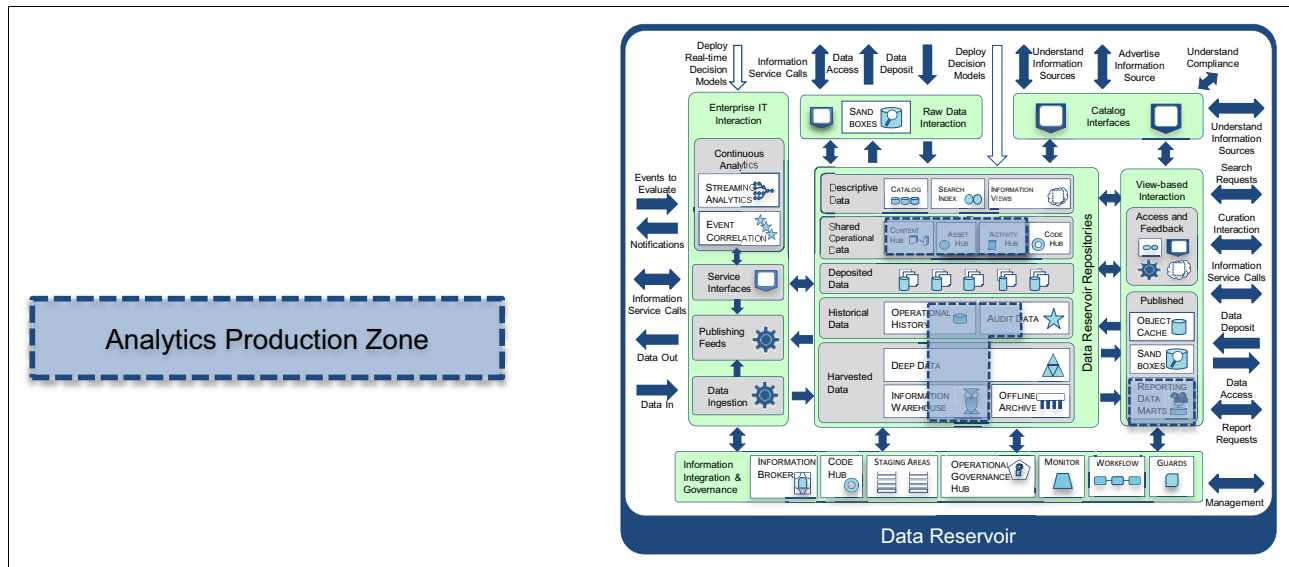 Analytics Production Zone
Deploy
Real-time
Decision
Models
Information
Service Calls
Data
Access
Data
Deposit
Deploy
Decision
Models
Understand
Information
Sources
Advertise
Information
Source
Understand
Compliance
Enterprise IT
Interaction
SAND
BOXES
Raw Data
Interaction
Catalog
Interfaces
Understand
Information
Sources
Continuous
Analytics
STREAMING
ANALYTICS
EVENT
CORRELATION
Events to
Evaluate
Notifications
Descriptive
Data
CATALOG
SEARCH
INDEX
INFORMATION
VIEWS
Shared
Operational
Data
CONTENT
HUB
ASSET
HUB
ACTIVITY
HUB
CODE
HUB
Data Reservoir Repositories
View-based
Interaction
Access and
Feedback
Search
Requests
Curation
Interaction
Information
Service Calls
Service
Interfaces
Information
Service Calls
Deposited
Data
Publishing
Feeds
Data Out
Historical
Data
OPERATIONAL
HISTORY
AUDIT DATA
Published
OBJECT
CACHE
SAND
BOXES
REPORTING
DATA
MARTS
Data
Deposit
Data
Access
Report
Requests
Data
Ingestion
Data In
Harvested
Data
DEEP DATA
INFORMATION
WAREHOUSE
OFFLINE
ARCHIVE
Information
Integration &
Governance
INFORMATION
BROKER
CODE
HUB
STAGING AREAS
OPERATIONAL
GOVERNANCE
HUB
MONITOR
WORKFLOW
GUARDS
Management
Data Reservoir